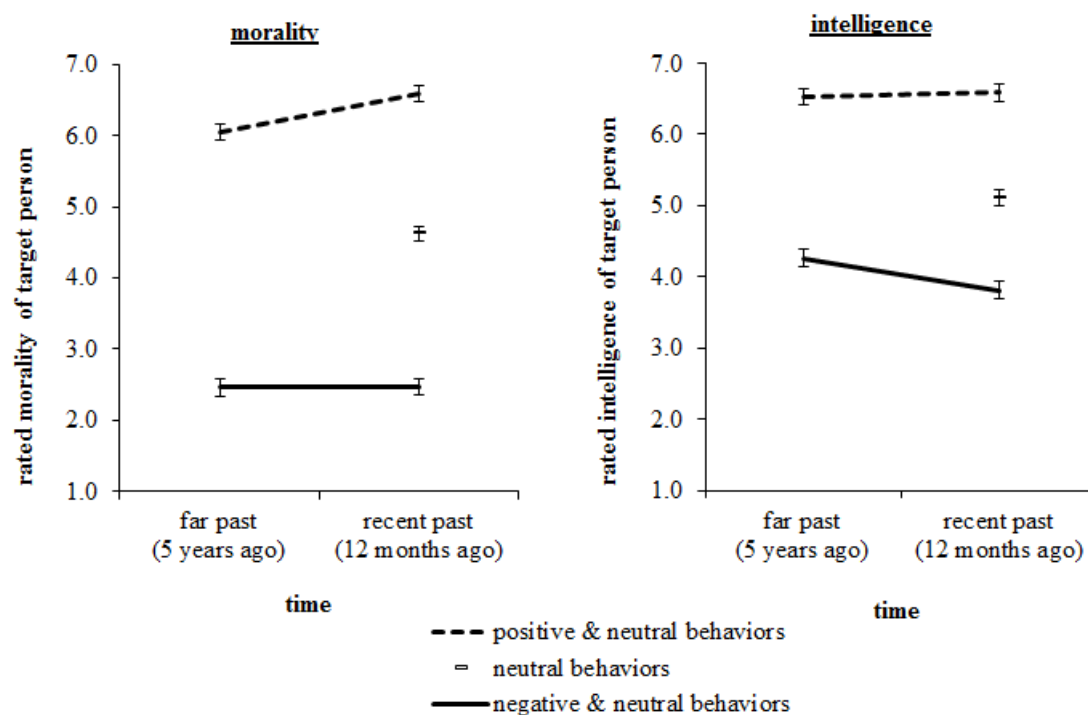 morality
rated morality of target person
7.0
6.0
5.0
4.0
3.0
2.0
1.0
far past
(5 years ago)
recent past
(12 months ago)
time
intelligence
rated intelligence of target person
7.0
6.0
5.0
4.0
3.0
2.0
1.0
far past
(5 years ago)
recent past
(12 months ago)
time
positive & neutral behaviors
neutral behaviors
negative & neutral behaviors